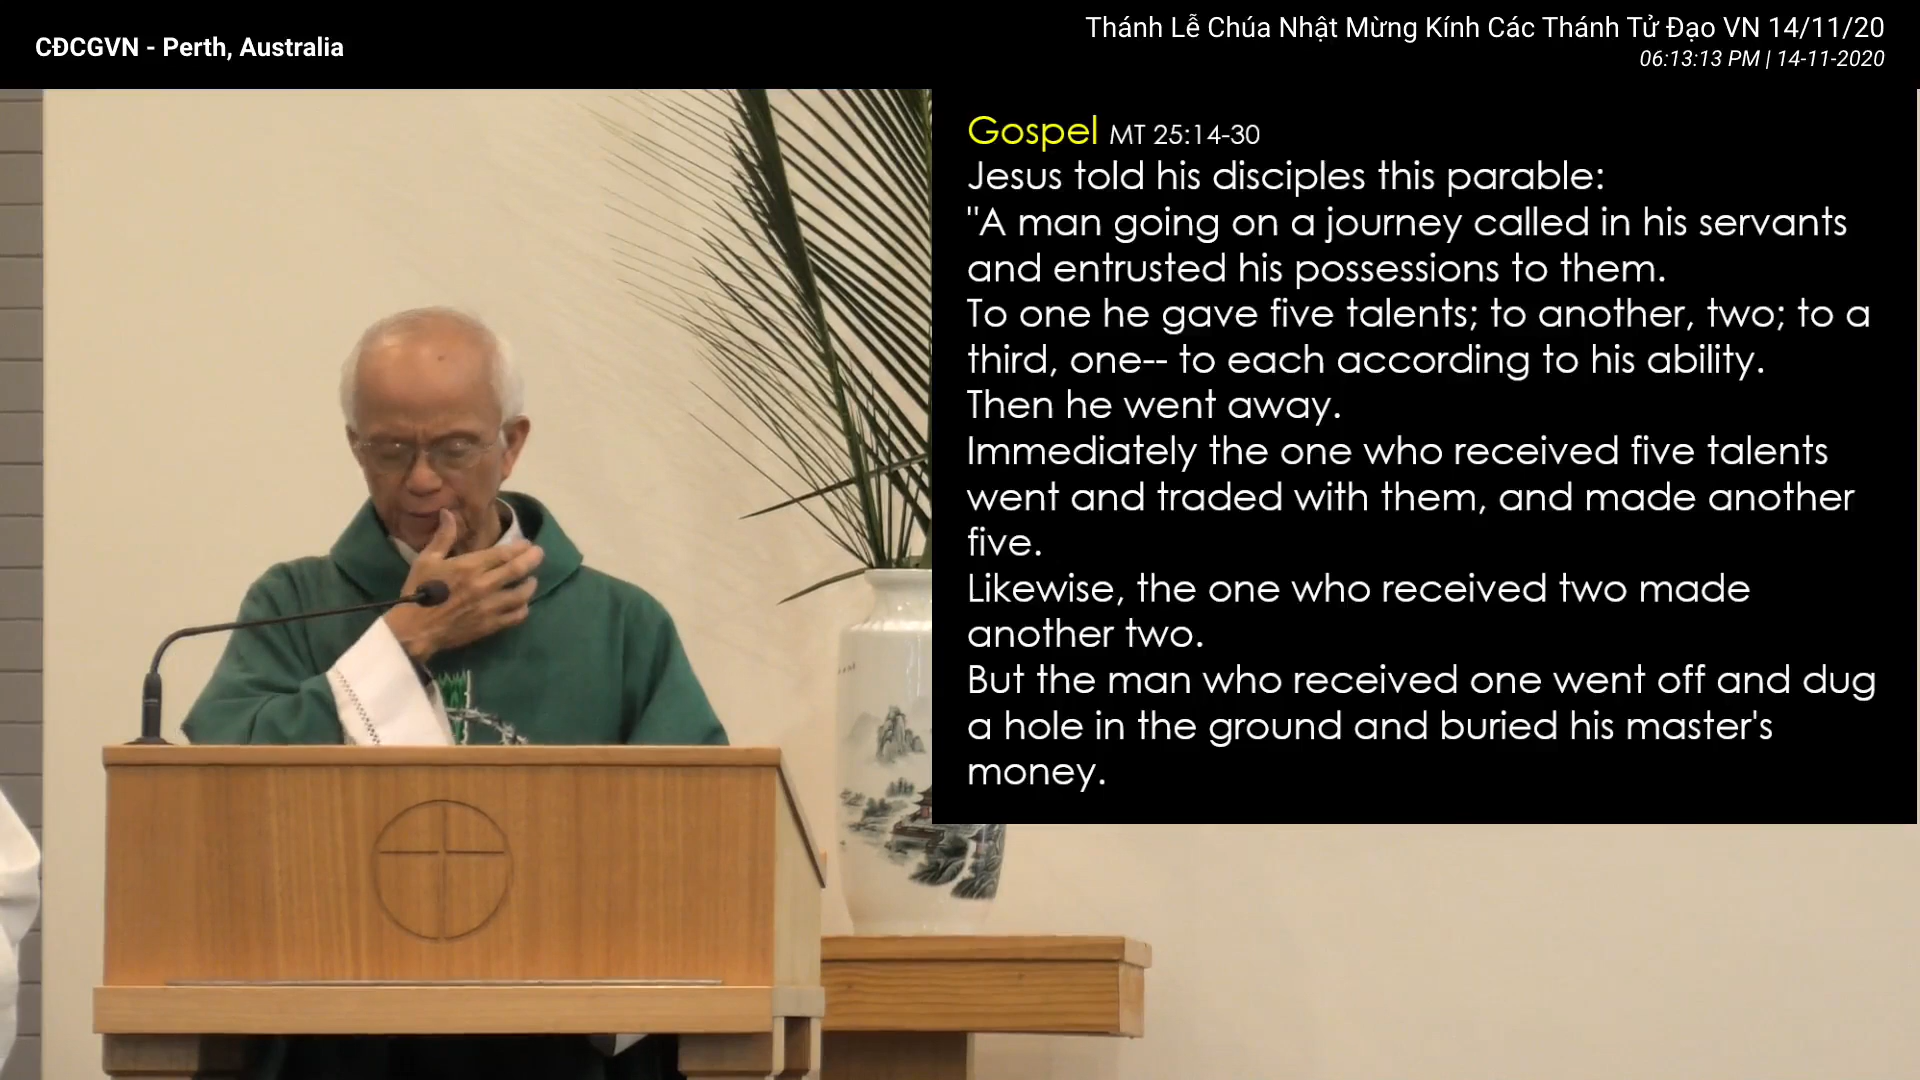 CĐCGVN - Perth, Australia
Thánh Lễ Chúa Nhật Mừng Kính Các Thánh Tử Đạo VN 14/11/20
06:13:13 PM | 14-11-2020
Gospel MT 25:14-30
Jesus told his disciples this parable:
"A man going on a journey called in his servants
and entrusted his possessions to them.
To one he gave five talents; to another, two; to a
third, one-- to each according to his ability.
Then he went away.
Immediately the one who received five talents
went and traded with them, and made another
five.
Likewise, the one who received two made
another two.
But the man who received one went off and dug
a hole in the ground and buried his master's
money.